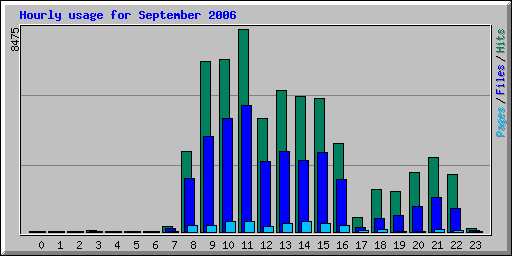 Hourly usage for September 2006
8475
Pages / Files / Hits
0 1 2 3 4 5 6 7 8 9 10 11 12 13 14 15 16 17 18 19 20 21 22 23